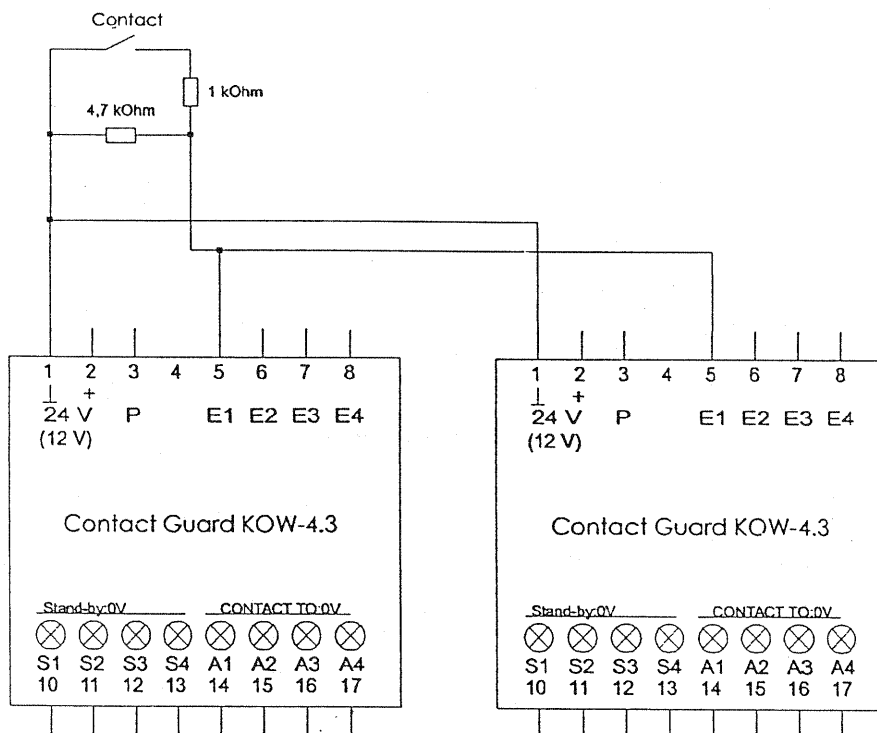 Contact
1 kOhm
4,7 kOhm
1 2 3 4 5 6 7 8
⊥ +
24 V P E1 E2 E3 E4
(12 V)
Contact Guard KOW-4.3
Stand-by:0V CONTACT TO:0V
S1 S2 S3 S4 A1 A2 A3 A4
10 11 12 13 14 15 16 17
1 2 3 4 5 6 7 8
⊥ +
24 V P E1 E2 E3 E4
(12 V)
Contact Guard KOW-4.3
Stand-by:0V CONTACT TO:0V
S1 S2 S3 S4 A1 A2 A3 A4
10 11 12 13 14 15 16 17